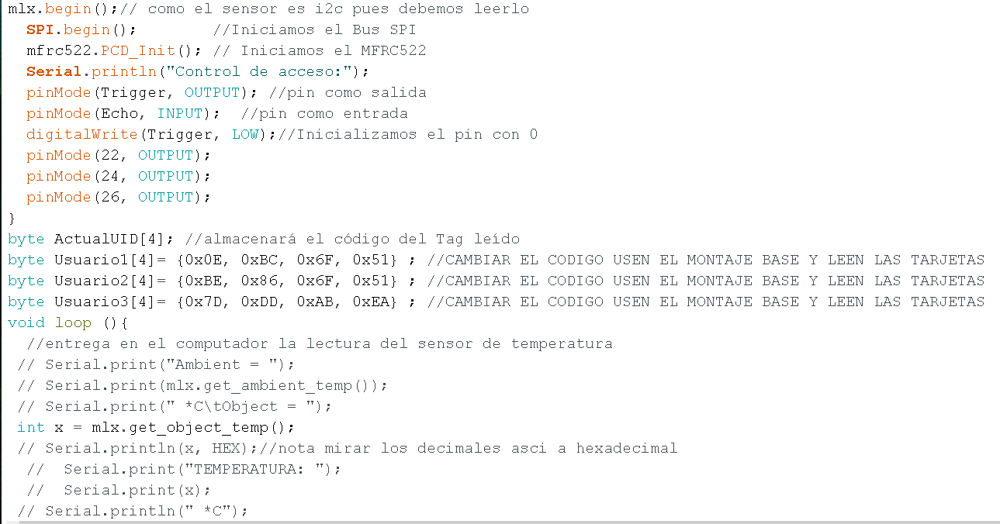 mlx.begin();// como el sensor es i2c pues debemos leerlo
SPI.begin();        //Iniciamos el Bus SPI
mfrc522.PCD_Init(); // Iniciamos el MFRC522
Serial.println("Control de acceso:");
pinMode(Trigger, OUTPUT); //pin como salida
pinMode(Echo, INPUT);  //pin como entrada
digitalWrite(Trigger, LOW);//Inicializamos el pin con 0
pinMode(22, OUTPUT);
pinMode(24, OUTPUT);
pinMode(26, OUTPUT);
}
byte ActualUID[4]; //almacenará el código del Tag leído
byte Usuario1[4]= {0x0E, 0xBC, 0x6F, 0x51} ; //CAMBIAR EL CODIGO USEN EL MONTAJE BASE Y LEEN LAS TARJETAS
byte Usuario2[4]= {0xBE, 0x86, 0x6F, 0x51} ; //CAMBIAR EL CODIGO USEN EL MONTAJE BASE Y LEEN LAS TARJETAS
byte Usuario3[4]= {0x7D, 0xDD, 0xAB, 0xEA} ; //CAMBIAR EL CODIGO USEN EL MONTAJE BASE Y LEEN LAS TARJETAS
void loop (){
//entrega en el computador la lectura del sensor de temperatura
// Serial.print("Ambient = ");
// Serial.print(mlx.get_ambient_temp());
// Serial.print(" *C\tObject = ");
int x = mlx.get_object_temp();
// Serial.println(x, HEX);//nota mirar los decimales asci a hexadecimal
//  Serial.print("TEMPERATURA: ");
//  Serial.print(x);
// Serial.println(" *C");